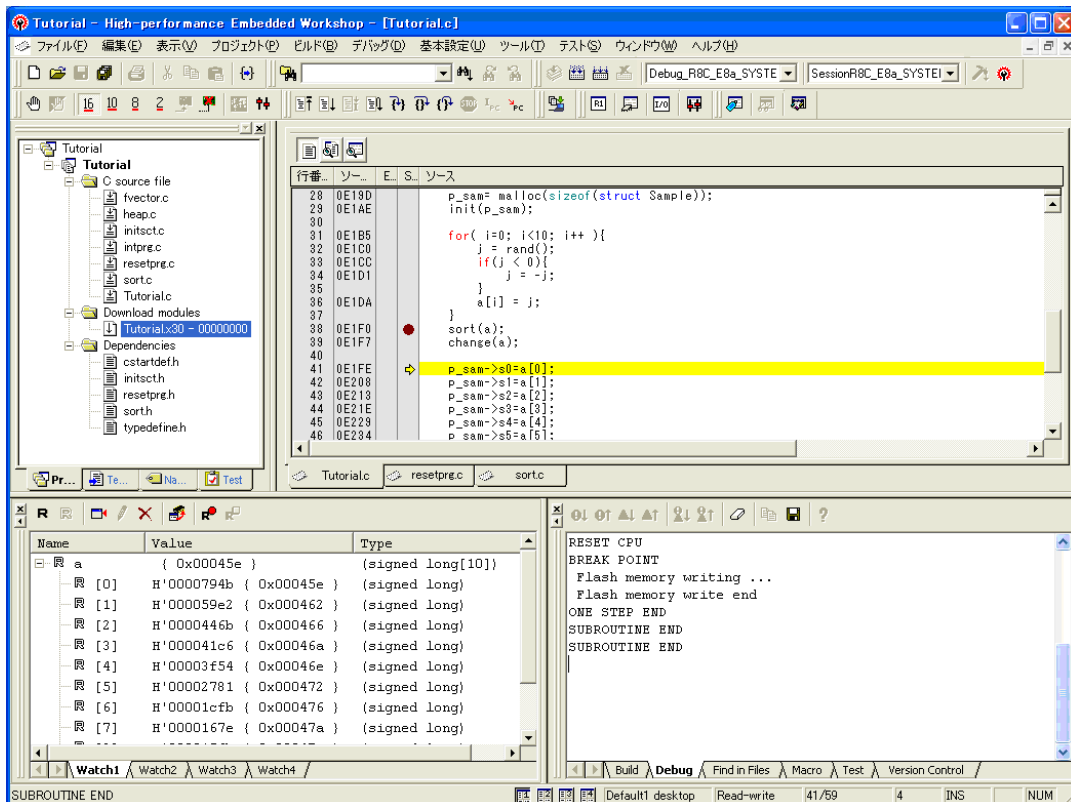 Tutorial - High-performance Embedded Workshop - [Tutorial.c]
ファイル(F) 編集(E) 表示(V) プロジェクト(P) ビルド(B) デバッグ(D) 基本設定(U) ツール(T) テスト(S) ウィンドウ(W) ヘルプ(H)
Debug_R8C_E8a_SYSTE SessionR8C_E8a_SYSTE
16 10 8 2
Tutorial
Tutorial
C source file
fvector.c
heap.c
initsct.c
intprg.c
resetprg.c
sort.c
Tutorial.c
Download modules
Tutorial.x30 - 00000000
Dependencies
cstartdef.h
initsct.h
resetprg.h
sort.h
typedefine.h
Pr... Te... Na... Test
行番... ソー... E.. S.. ソース
28 0E19D p_sam= malloc(sizeof(struct Sample));
29 0E1AE init(p_sam);
30
31 0E1B5 for( i=0; i<10; i++ ){
32 0E1C0 j = rand();
33 0E1CC if(j < 0){
34 0E1D1 j = -j;
35 }
36 0E1DA a[i] = j;
37 }
38 0E1F0 sort(a);
39 0E1F7 change(a);
40
41 0E1FE p_sam->s0=a[0];
42 0E208 p_sam->s1=a[1];
43 0E213 p_sam->s2=a[2];
44 0E21E p_sam->s3=a[3];
45 0E229 p_sam->s4=a[4];
46 0E234 p_sam->s5=a[5];
Tutorial.c resetprg.c sort.c
Name Value Type
R a { 0x00045e } (signed long[10])
R [0] H'0000794b { 0x00045e } (signed long)
R [1] H'000059e2 { 0x000462 } (signed long)
R [2] H'0000446b { 0x000466 } (signed long)
R [3] H'000041c6 { 0x00046a } (signed long)
R [4] H'00003f54 { 0x00046e } (signed long)
R [5] H'00002781 { 0x000472 } (signed long)
R [6] H'00001cfb { 0x000476 } (signed long)
R [7] H'0000167e { 0x00047a } (signed long)
Watch1 Watch2 Watch3 Watch4
RESET CPU
BREAK POINT
Flash memory writing ...
Flash memory write end
ONE STEP END
SUBROUTINE END
SUBROUTINE END
Build Debug Find in Files Macro Test Version Control
SUBROUTINE END Default1 desktop Read-write 41/59 4 INS NUM